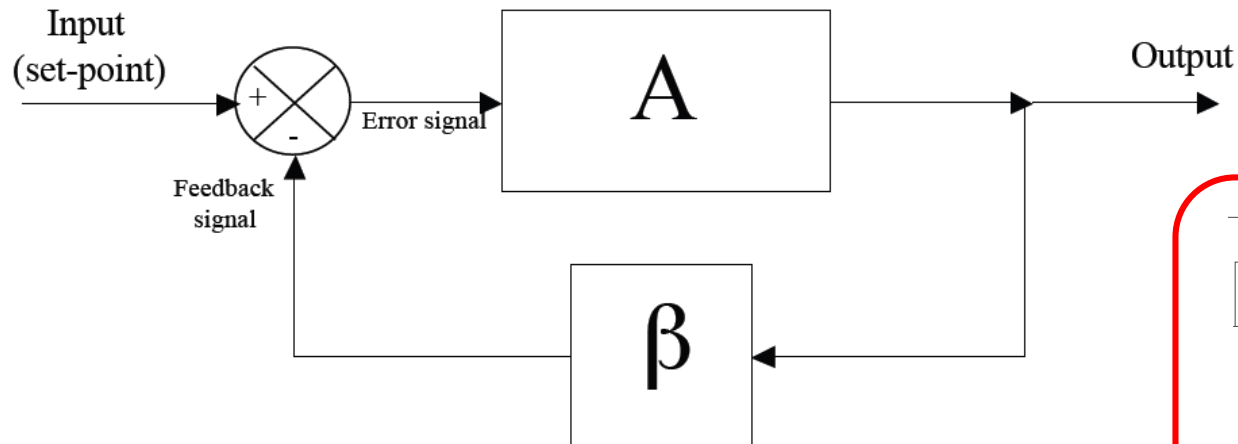 Input
(set-point)
+
-
Error signal
A
Output
Feedback
signal
β